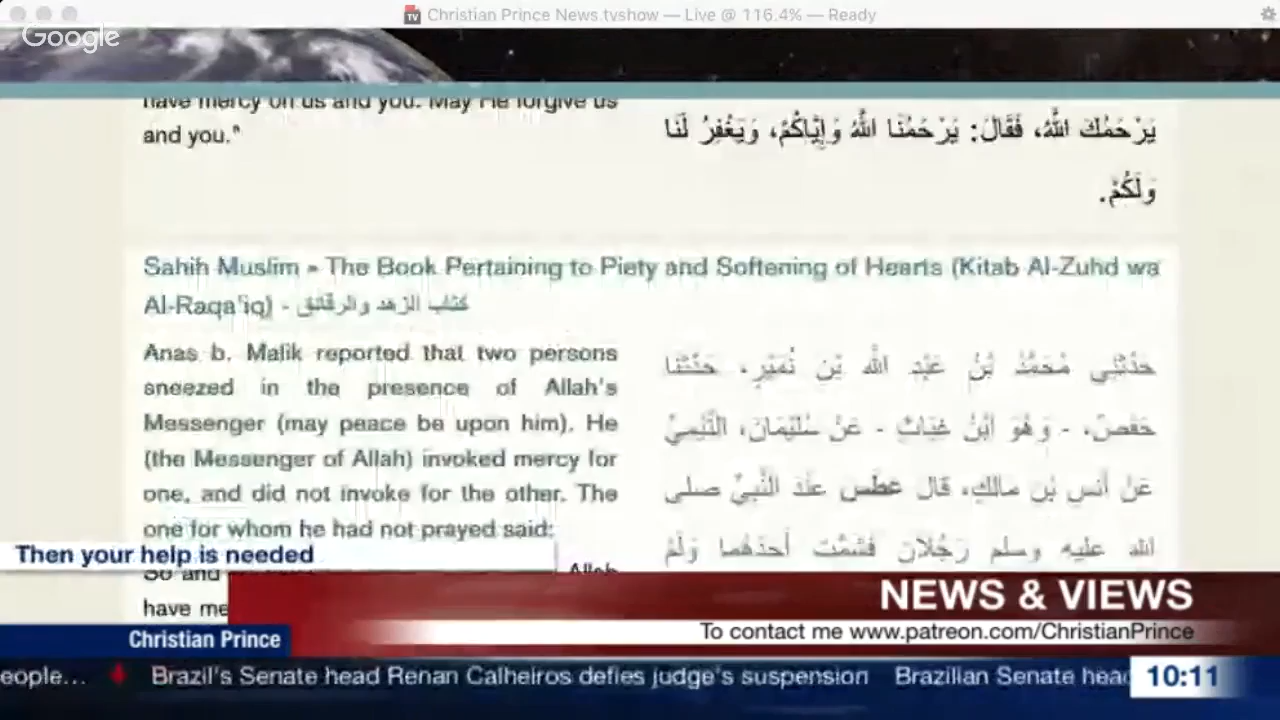 Christian Prince News.tvshow — Live @ 116.4% — Ready
Google
have mercy on us and you. May He forgive us
and you."
يَرْحَمُكَ اللَّهُ، فَقَالَ: يَرْحَمُنَا اللَّهُ وَإِيَّاكُمْ، وَيَغْفِرُ لَنَا
وَلَكُمْ.
Sahih Muslim » The Book Pertaining to Piety and Softening of Hearts (Kitab Al-Zuhd wa
Al-Raqa'iq) - كتاب الزهد والرقائق
Anas b. Malik reported that two persons
sneezed in the presence of Allah's
Messenger (may peace be upon him). He
(the Messenger of Allah) invoked mercy for
one, and did not invoke for the other. The
one for whom he had not prayed said:
So and Allah
have me
حَدَّثَنِي مُحَمَّدُ بْنُ عَبْدِ اللَّهِ بْنِ نُمَيْرٍ، حَدَّثَنَا
حَفْصٌ، - وَهُوَ ابْنُ غِيَاثٍ - عَنْ سُلَيْمَانَ، التَّيْمِيِّ
عَنْ أَنَسِ بْنِ مَالِكٍ، قَالَ عَطَسَ عِنْدَ النَّبِيِّ صلى
الله عليه وسلم رَجُلاَنِ فَشَمَّتَ أَحَدَهُمَا وَلَمْ
Then your help is needed
NEWS & VIEWS
To contact me www.patreon.com/ChristianPrince
Christian Prince
eople... Brazil's Senate head Renan Calheiros defies judge's suspension Brazilian Senate head
10:11